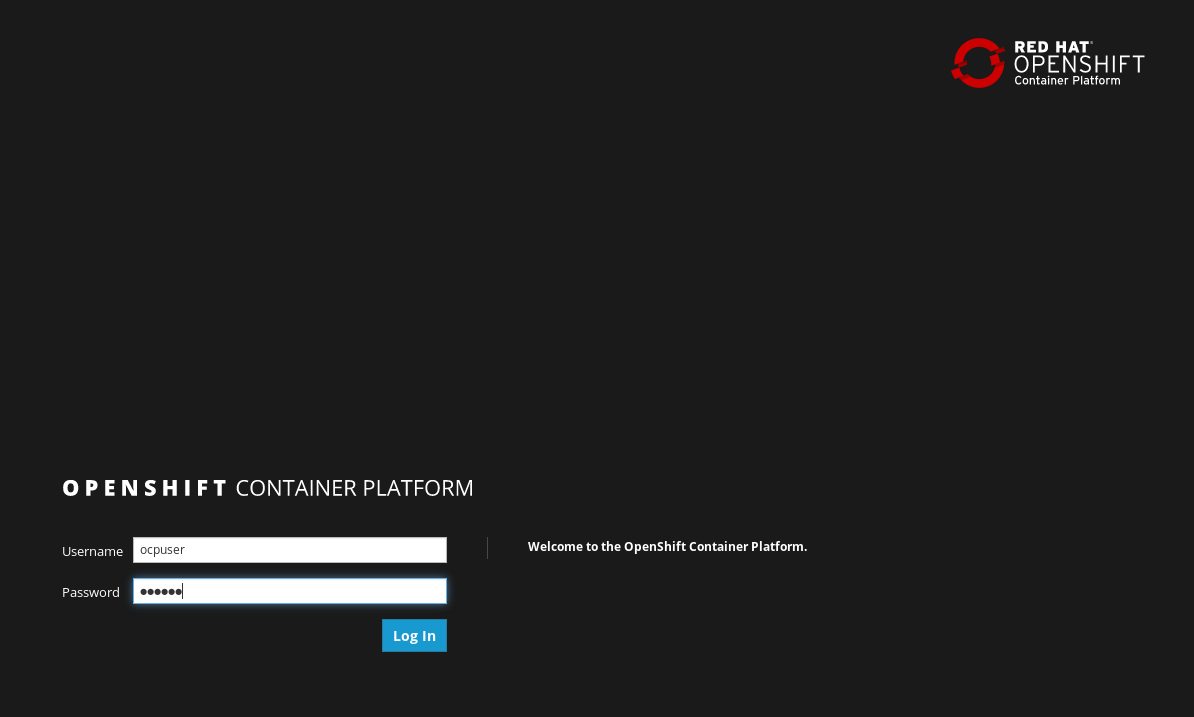 RED HAT®
OPENSHIFT
Container Platform
OPENSHIFT CONTAINER PLATFORM
Username ocpuser
Welcome to the OpenShift Container Platform.
Password ●●●●●●
Log In